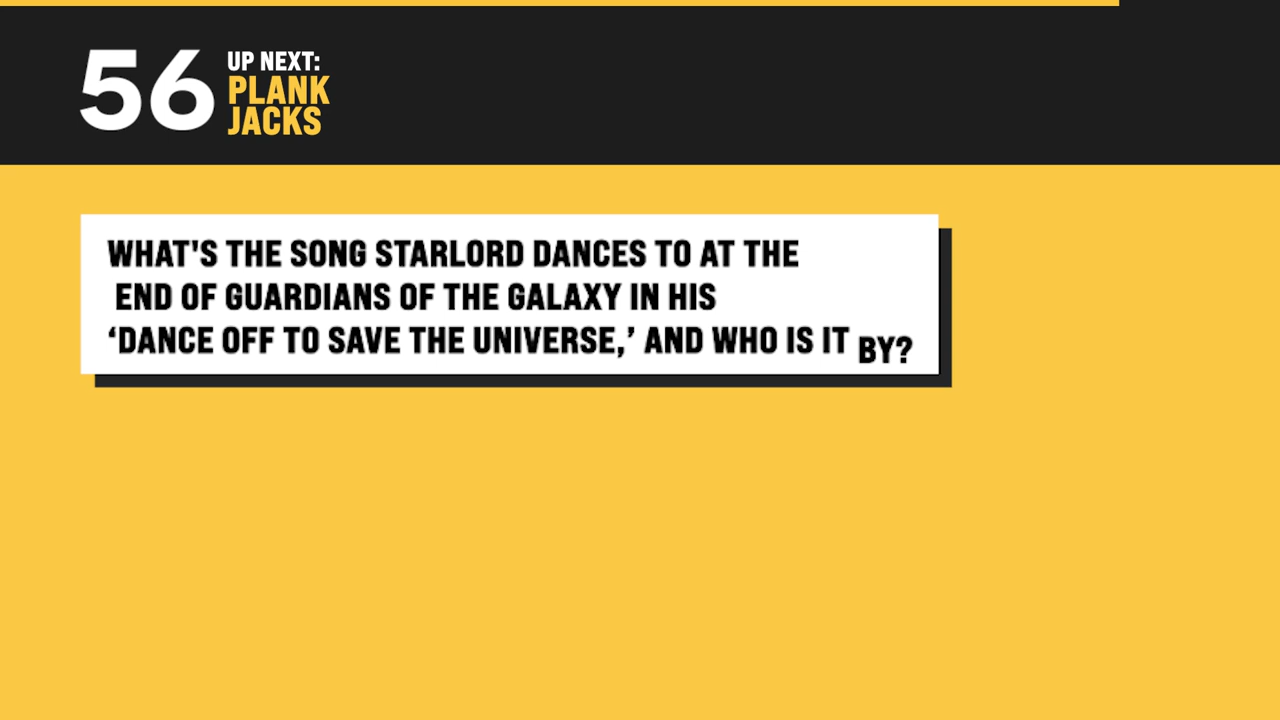 56
UP NEXT:
PLANK
JACKS
WHAT'S THE SONG STARLORD DANCES TO AT THE
END OF GUARDIANS OF THE GALAXY IN HIS
‘DANCE OFF TO SAVE THE UNIVERSE,’ AND WHO IS IT BY?